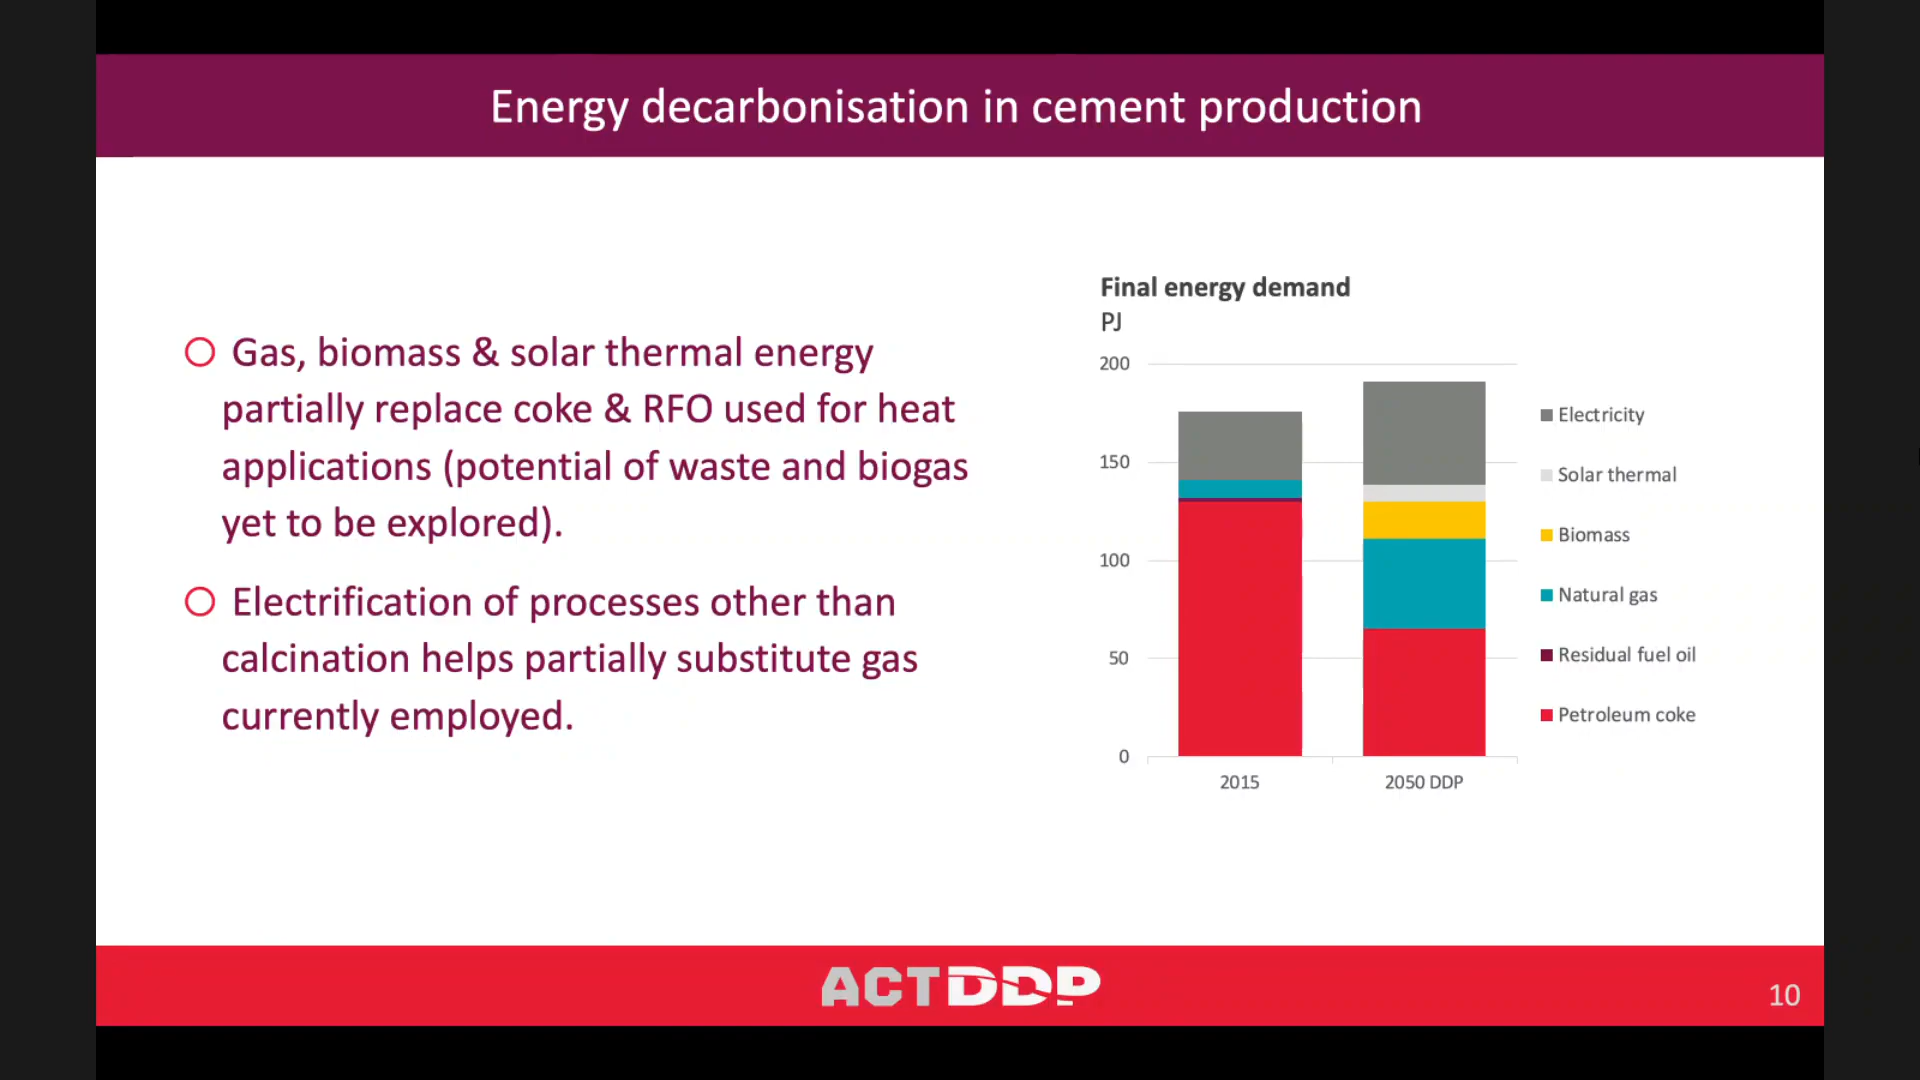 Energy decarbonisation in cement production
Gas, biomass & solar thermal energy
partially replace coke & RFO used for heat
applications (potential of waste and biogas
yet to be explored).
Electrification of processes other than
calcination helps partially substitute gas
currently employed.
Final energy demand
PJ
200
150
100
50
0
2015
2050 DDP
Electricity
Solar thermal
Biomass
Natural gas
Residual fuel oil
Petroleum coke
ACTDDP
10